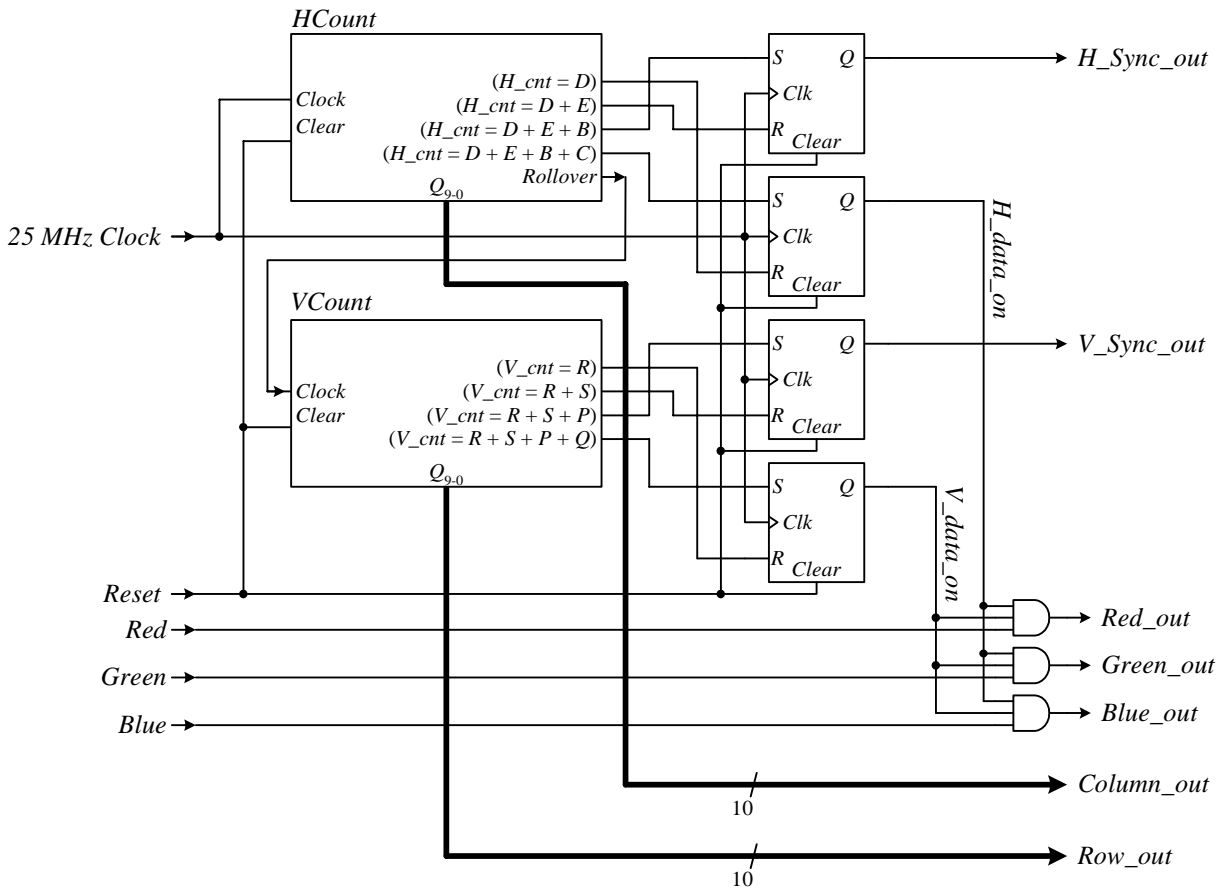 HCount
Clock
Clear
(H_cnt = D)
(H_cnt = D + E)
(H_cnt = D + E + B)
(H_cnt = D + E + B + C)
Rollover
Q9-0
S
Q
Clk
R
Clear
H_Sync_out
S
Q
Clk
R
Clear
H_data_on
25 MHz Clock
VCount
Clock
Clear
(V_cnt = R)
(V_cnt = R + S)
(V_cnt = R + S + P)
(V_cnt = R + S + P + Q)
Q9-0
S
Q
Clk
R
Clear
V_Sync_out
S
Q
Clk
R
Clear
V_data_on
Reset
Red
Green
Blue
Red_out
Green_out
Blue_out
10
Column_out
10
Row_out